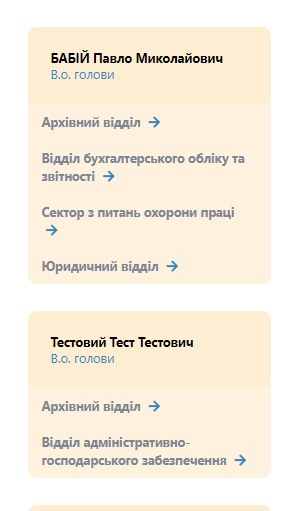 БАБІЙ Павло Миколайович
В.о. голови
Архівний відділ →
Відділ бухгалтерського обліку та
звітності →
Сектор з питань охорони праці
→
Юридичний відділ →
Тестовий Тест Тестович
В.о. голови
Архівний відділ →
Відділ адміністративно-
господарського забезпечення →